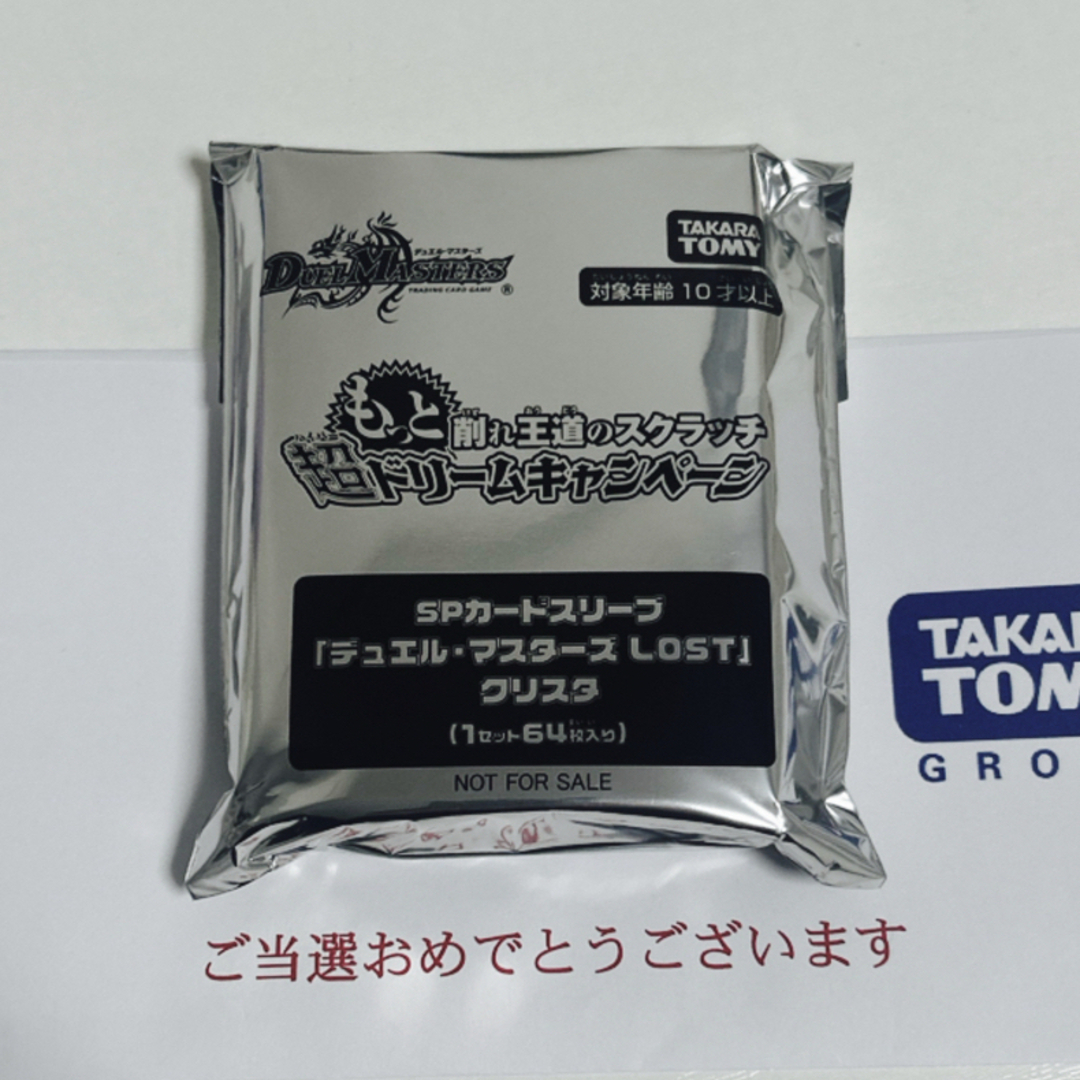 デュエル・マスターズ
DUEL MASTERS
TRADING CARD GAME ®
TAKARA
TOMY
対象年齢 10才以上
もっと削れ王道のスクラッチ
超ドリームキャンペーン
SPカードスリーブ
「デュエル・マスターズ LOST」
クリスタ
(1セット64枚入り)
NOT FOR SALE
TAKAR
TOM
GRO
ご当選おめでとうございます